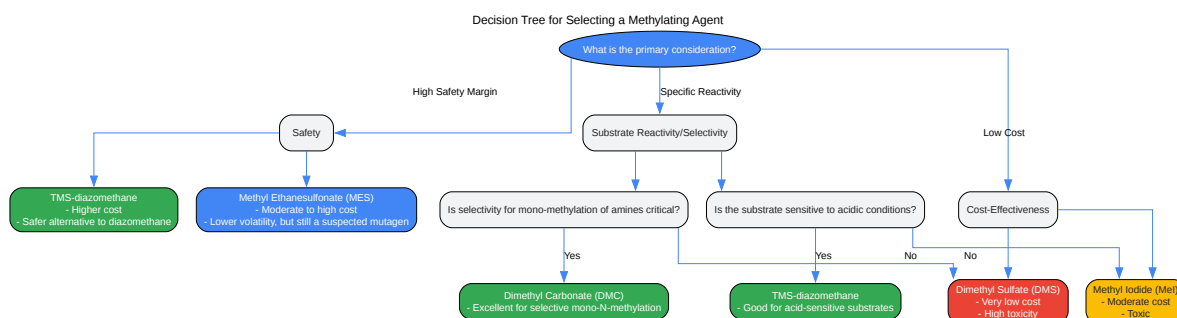 Decision Tree for Selecting a Methylating Agent
What is the primary consideration?
High Safety Margin
Specific Reactivity
Low Cost
Safety
Substrate Reactivity/Selectivity
TMS-diazomethane
- Higher cost
- Safer alternative to diazomethane
Methyl Ethanesulfonate (MES)
- Moderate to high cost
- Lower volatility, but still a suspected mutagen
Is selectivity for mono-methylation of amines critical?
Is the substrate sensitive to acidic conditions?
Cost-Effectiveness
Yes
Yes
No
No
Dimethyl Carbonate (DMC)
- Excellent for selective mono-N-methylation
TMS-diazomethane
- Good for acid-sensitive substrates
Dimethyl Sulfate (DMS)
- Very low cost
- High toxicity
Methyl Iodide (MeI)
- Moderate cost
- Toxic